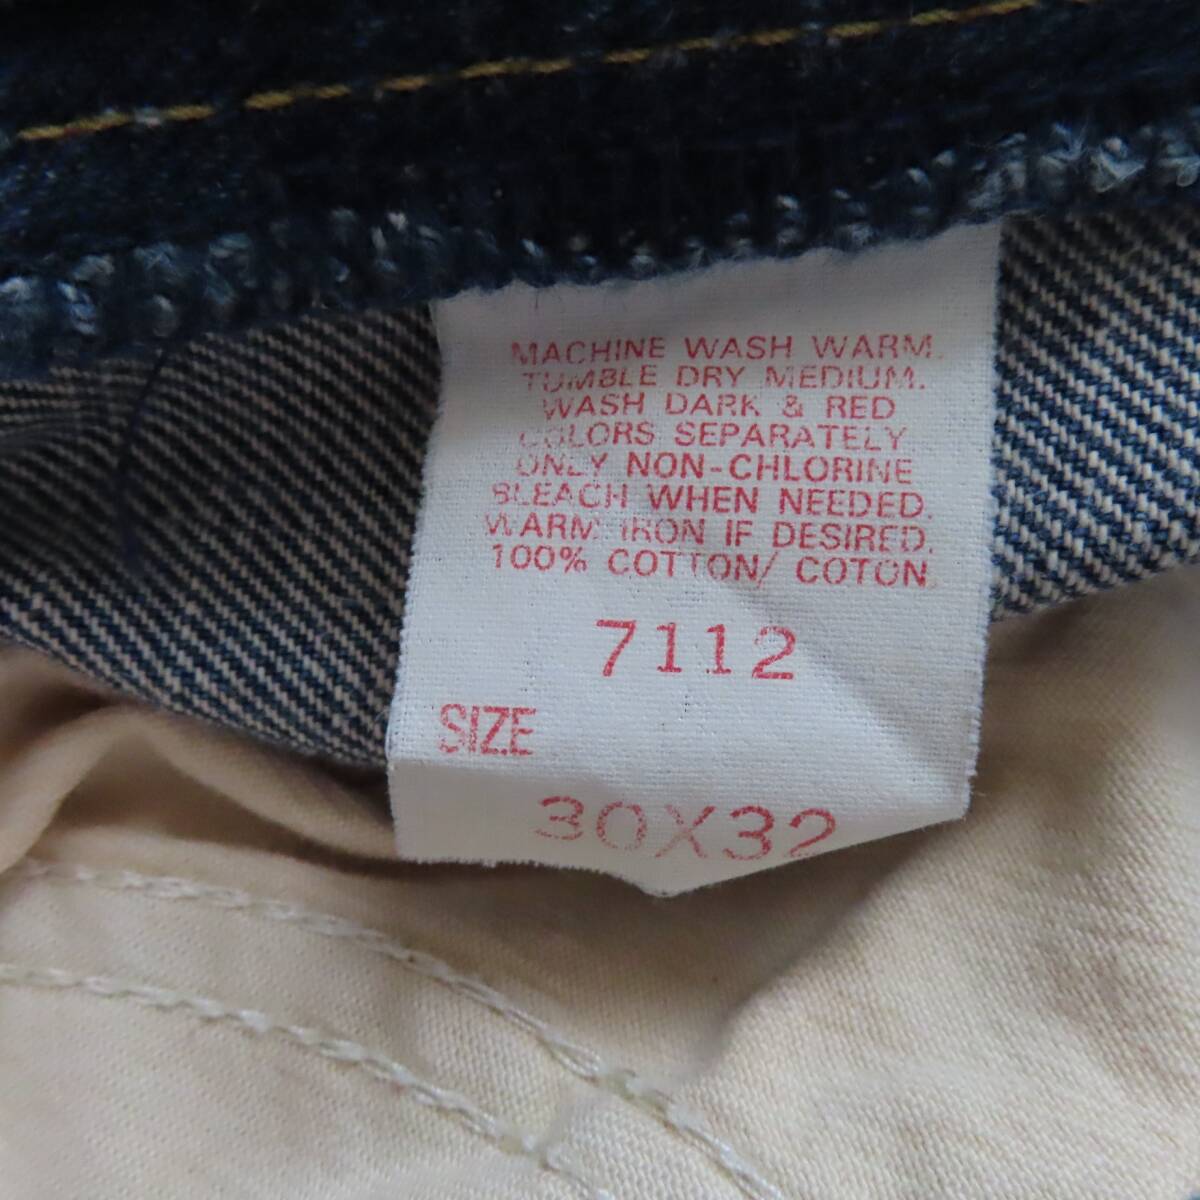 MACHINE WASH WARM.
TUMBLE DRY MEDIUM.
WASH DARK & RED
COLORS SEPARATELY
ONLY NON-CHLORINE
BLEACH WHEN NEEDED.
WARM IRON IF DESIRED.
100% COTTON/ COTON.
7112
SIZE
30X32